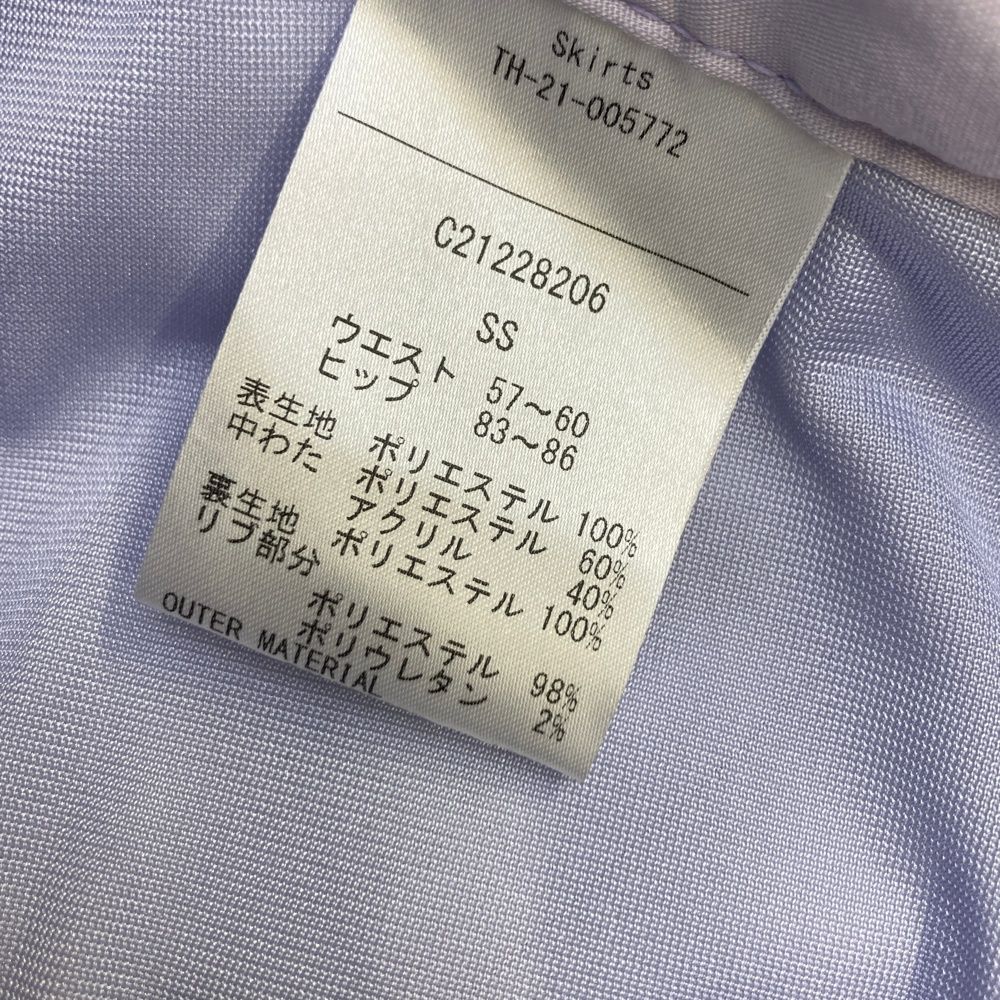 Skirts
TH-21-005772
C21228206
SS
ウエスト 57～60
ヒップ 83～86
表生地 ポリエステル 100%
中わた ポリエステル 60%
アクリル 40%
裏生地 ポリエステル 100%
リブ部分
ポリエステル 98%
ポリウレタン 2%
OUTER MATERIAL